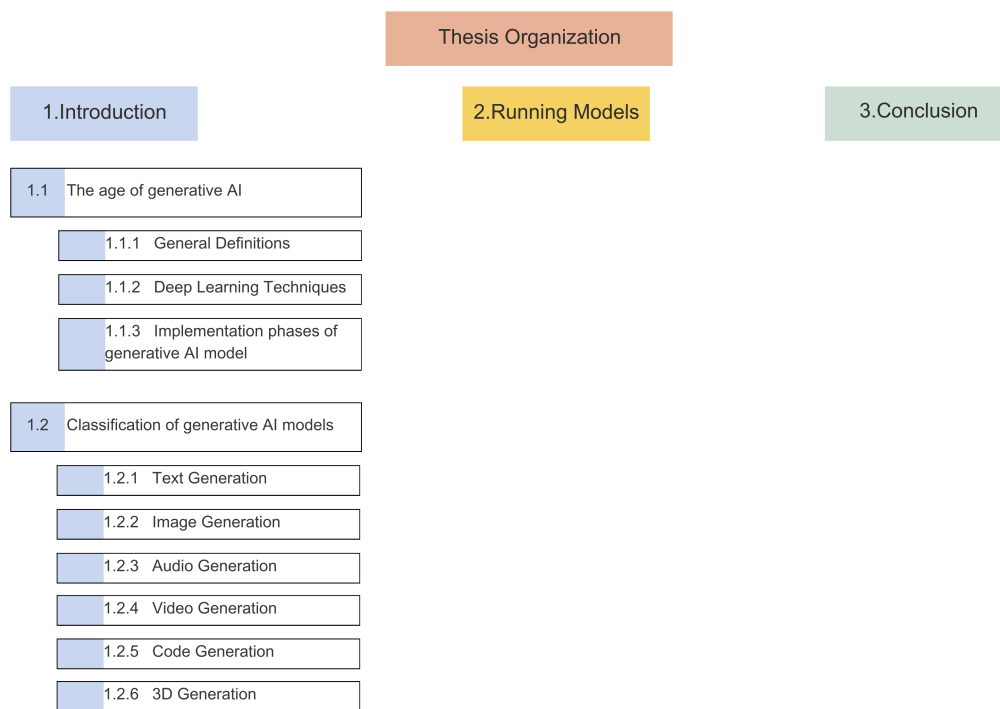 Thesis Organization
1.Introduction
2.Running Models
3.Conclusion
1.1 The age of generative AI
1.1.1 General Definitions
1.1.2 Deep Learning Techniques
1.1.3 Implementation phases of
generative AI model
1.2 Classification of generative AI models
1.2.1 Text Generation
1.2.2 Image Generation
1.2.3 Audio Generation
1.2.4 Video Generation
1.2.5 Code Generation
1.2.6 3D Generation